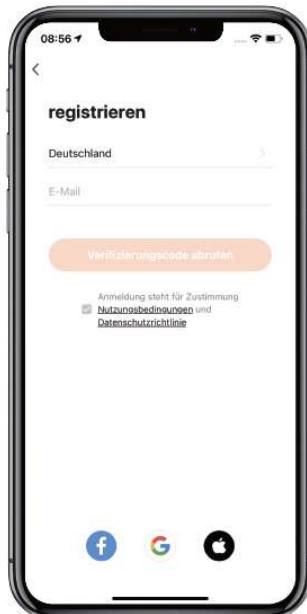 08:56
registrieren
Deutschland
E-Mail
Verifizierungscode abrufen
Anmeldung steht für Zustimmung
Nutzungsbedingungen und
Datenschutzrichtlinie